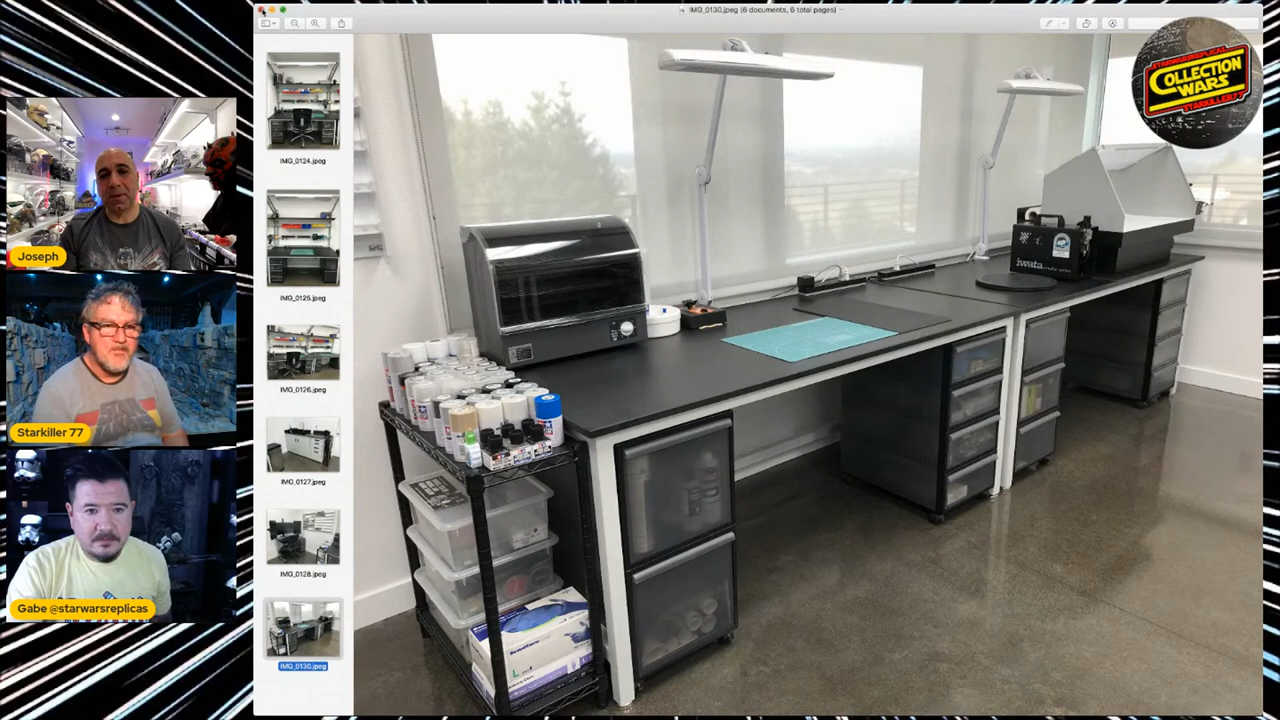 IMG_0130.jpeg (6 documents, 6 total pages)
STARWARSREPLICAS
COLLECTION
WARS
STARKILLER77
IMG_0124.jpeg
IMG_0125.jpeg
IMG_0126.jpeg
IMG_0127.jpeg
IMG_0128.jpeg
IMG_0130.jpeg
Joseph
Starkiller 77
Gabe @starwarsreplicas
iwata